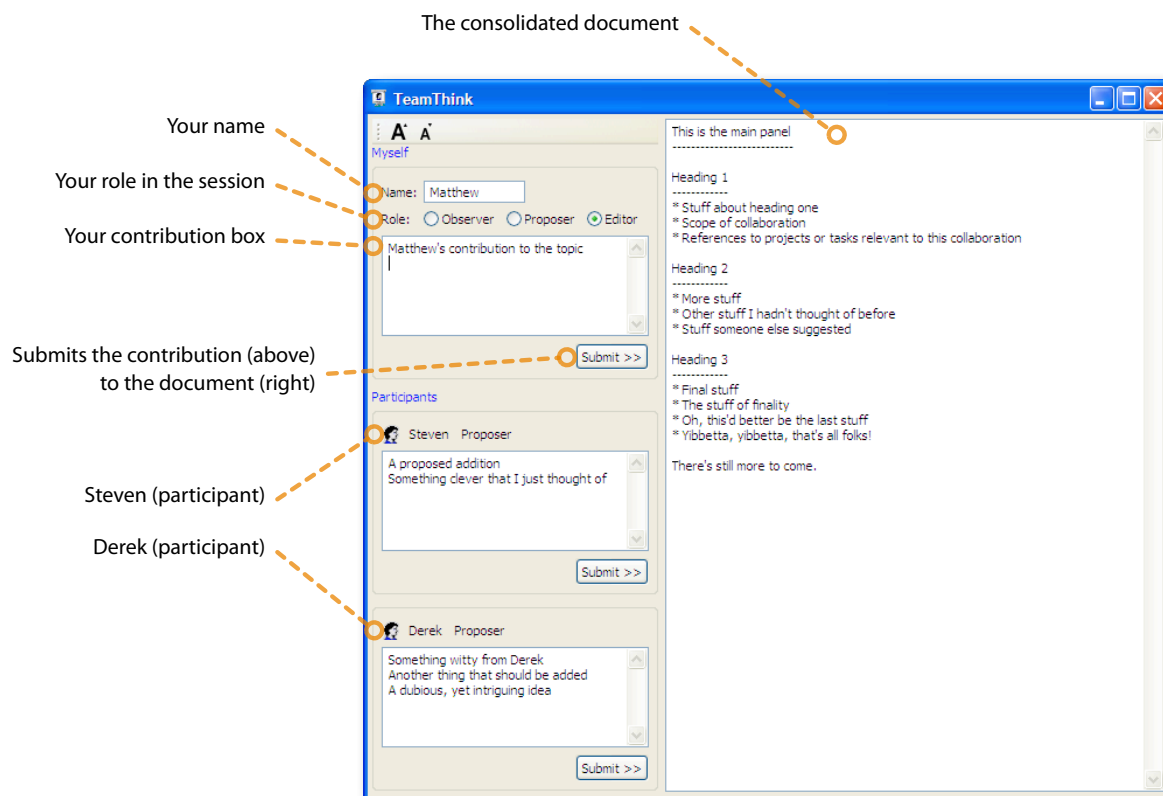 The consolidated document
TeamThink
Your name
Your role in the session
Your contribution box
Submits the contribution (above)
to the document (right)
Steven (participant)
Derek (participant)
A A
Myself
Name: Matthew
Role: Observer Proposer Editor
Matthew's contribution to the topic
Submit >>
Participants
Steven Proposer
A proposed addition
Something clever that I just thought of
Submit >>
Derek Proposer
Something witty from Derek
Another thing that should be added
A dubious, yet intriguing idea
Submit >>
This is the main panel
--------------------------
Heading 1
------------
* Stuff about heading one
* Scope of collaboration
* References to projects or tasks relevant to this collaboration
Heading 2
------------
* More stuff
* Other stuff I hadn't thought of before
* Stuff someone else suggested
Heading 3
------------
* Final stuff
* The stuff of finality
* Oh, this'd better be the last stuff
* Yibbetta, yibbetta, that's all folks!
There's still more to come.